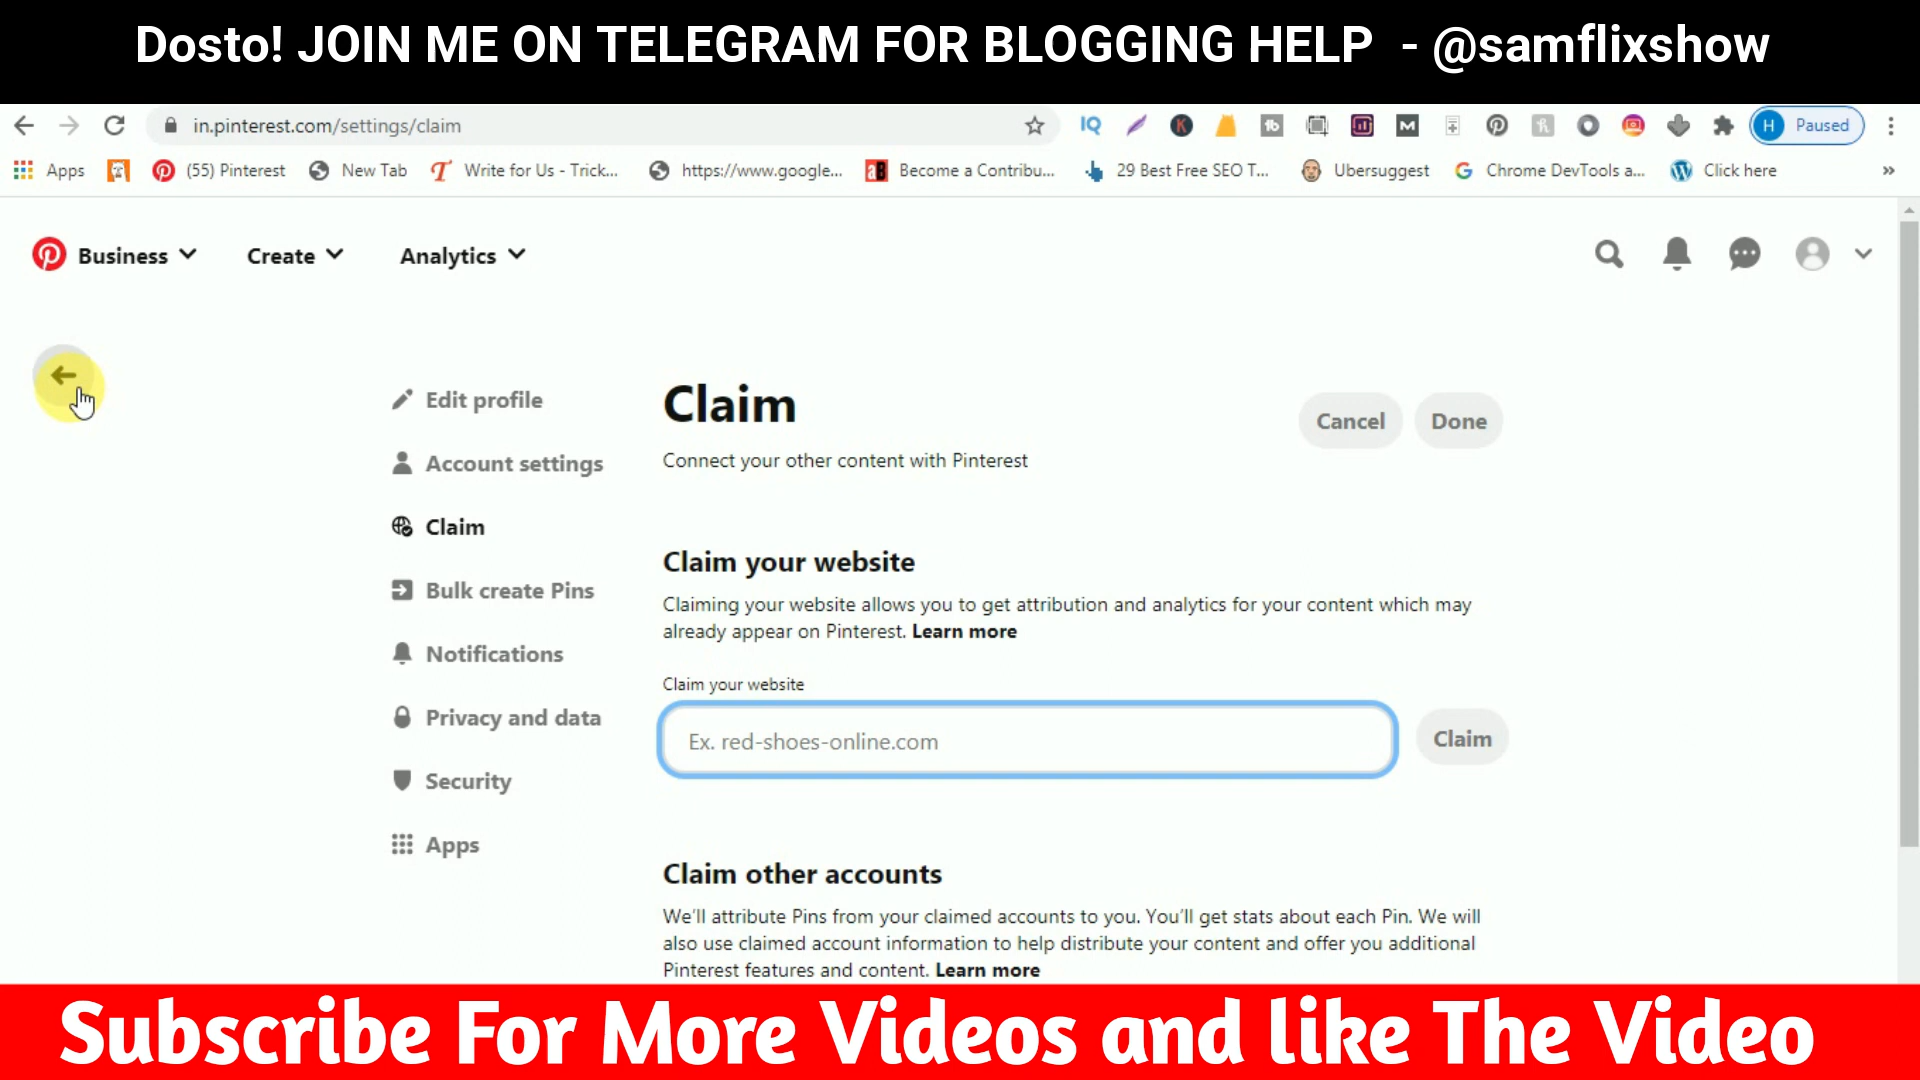 Dosto! JOIN ME ON TELEGRAM FOR BLOGGING HELP - @samflixshow
in.pinterest.com/settings/claim
IQ
K
fb
M
H Paused
Apps
(55) Pinterest
New Tab
T Write for Us - Trick...
https://www.google...
aB Become a Contribu...
29 Best Free SEO T...
Ubersuggest
G Chrome DevTools a...
Click here
»
Business
Create
Analytics
Edit profile
Account settings
Claim
Bulk create Pins
Notifications
Privacy and data
Security
Apps
Claim
Cancel
Done
Connect your other content with Pinterest
Claim your website
Claiming your website allows you to get attribution and analytics for your content which may
already appear on Pinterest. Learn more
Claim your website
Ex. red-shoes-online.com
Claim
Claim other accounts
We'll attribute Pins from your claimed accounts to you. You'll get stats about each Pin. We will
also use claimed account information to help distribute your content and offer you additional
Pinterest features and content. Learn more
Subscribe For More Videos and like The Video